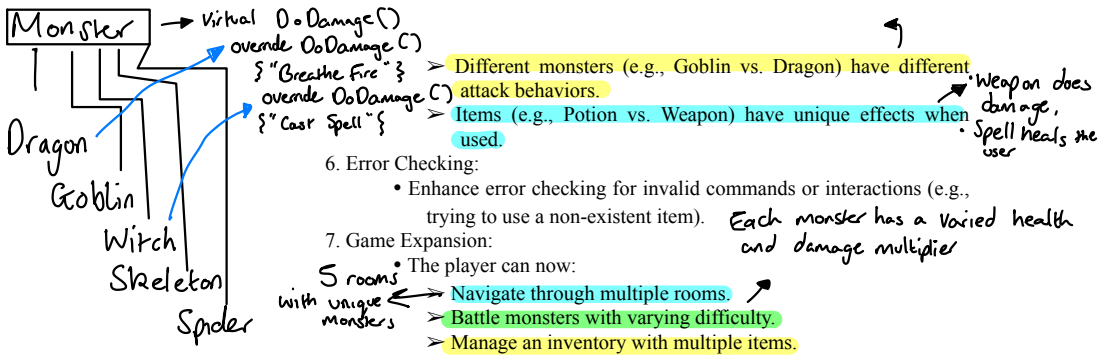 Monster
virtual DoDamage()
override DoDamage()
{"Breathe Fire"}
override DoDamage()
{"Cast Spell"{
Dragon
Goblin
Witch
Skeleton
Spider
➢ Different monsters (e.g., Goblin vs. Dragon) have different
attack behaviors.
➢ Items (e.g., Potion vs. Weapon) have unique effects when
used.
• Weapon does
damage,
• Spell heals the
user
6. Error Checking:
• Enhance error checking for invalid commands or interactions (e.g.,
trying to use a non-existent item).
Each monster has a varied health
and damage multiplier
7. Game Expansion:
• The player can now:
5 rooms
with unique
monsters
➢ Navigate through multiple rooms.
➢ Battle monsters with varying difficulty.
➢ Manage an inventory with multiple items.